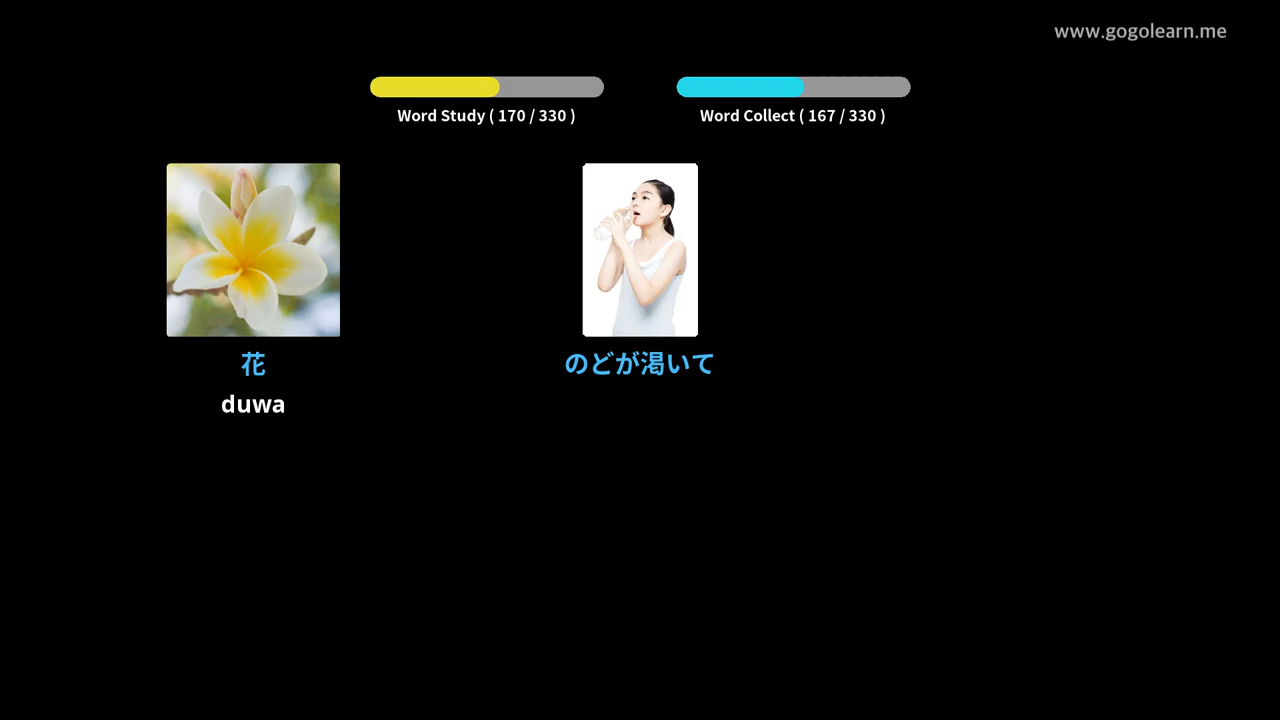 www.gogolearn.me
Word Study ( 170 / 330 )
Word Collect ( 167 / 330 )
花
duwa
のどが渇いて